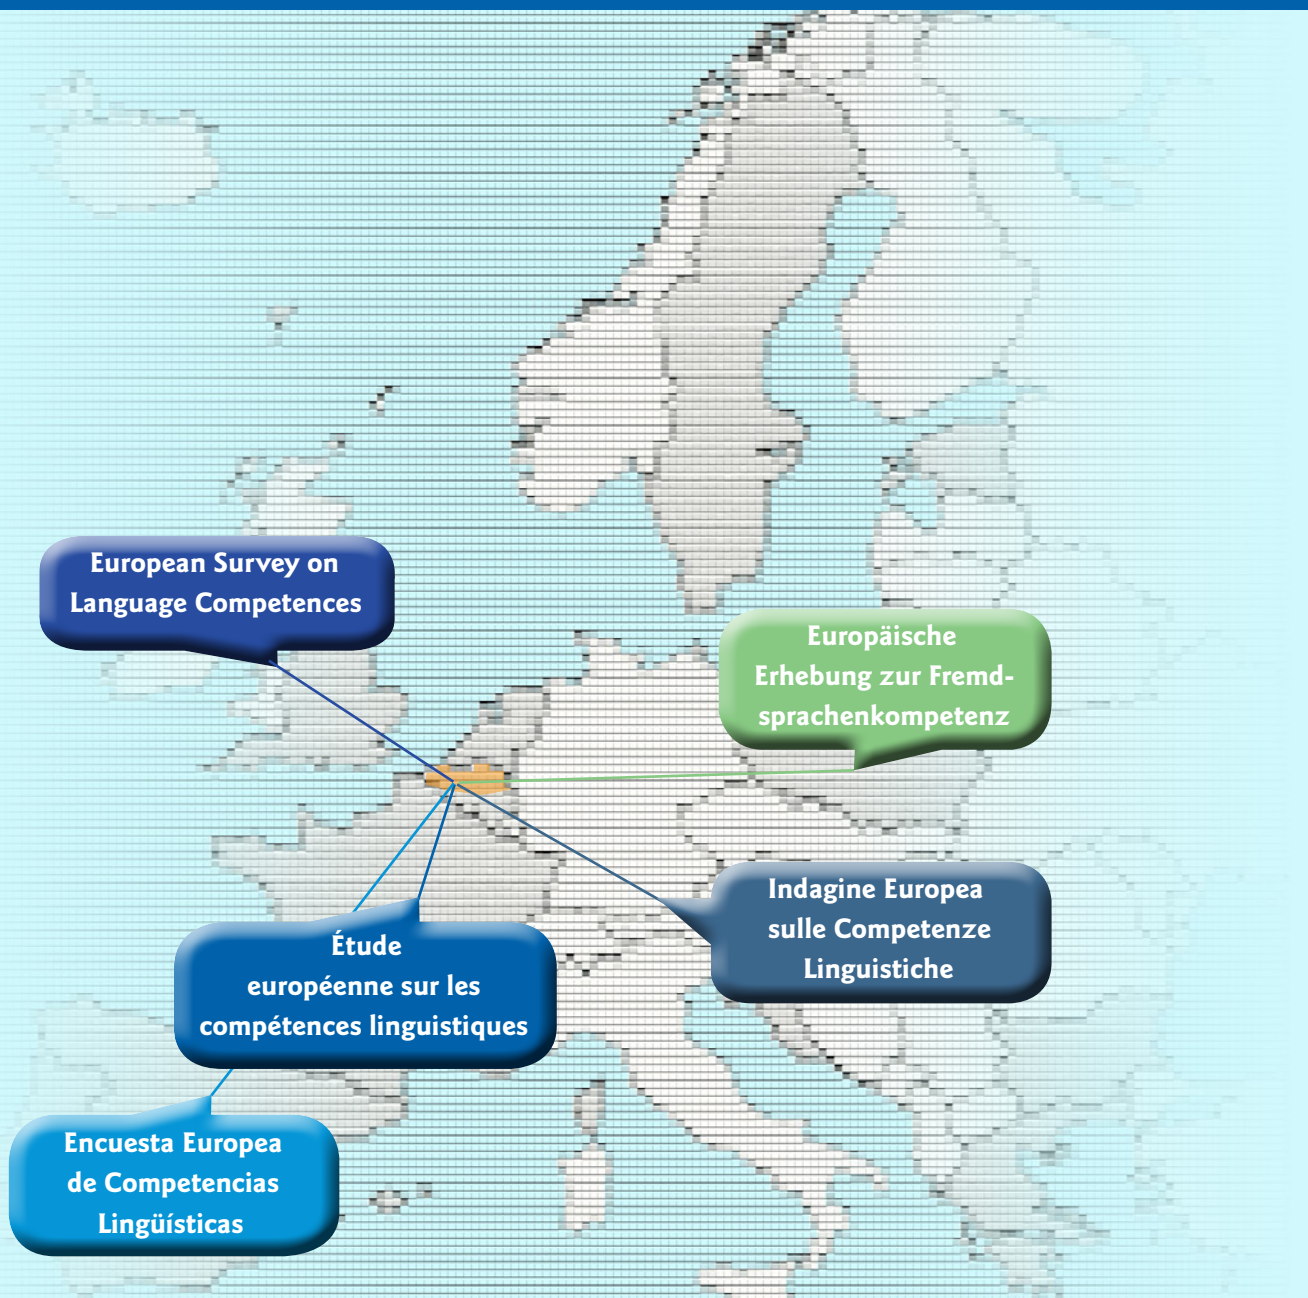 European Survey on
Language Competences
Europäische
Erhebung zur Fremd-
sprachenkompetenz
Indagine Europea
sulle Competenze
Linguistiche
Étude
européenne sur les
compétences linguistiques
Encuesta Europea
de Competencias
Lingüísticas